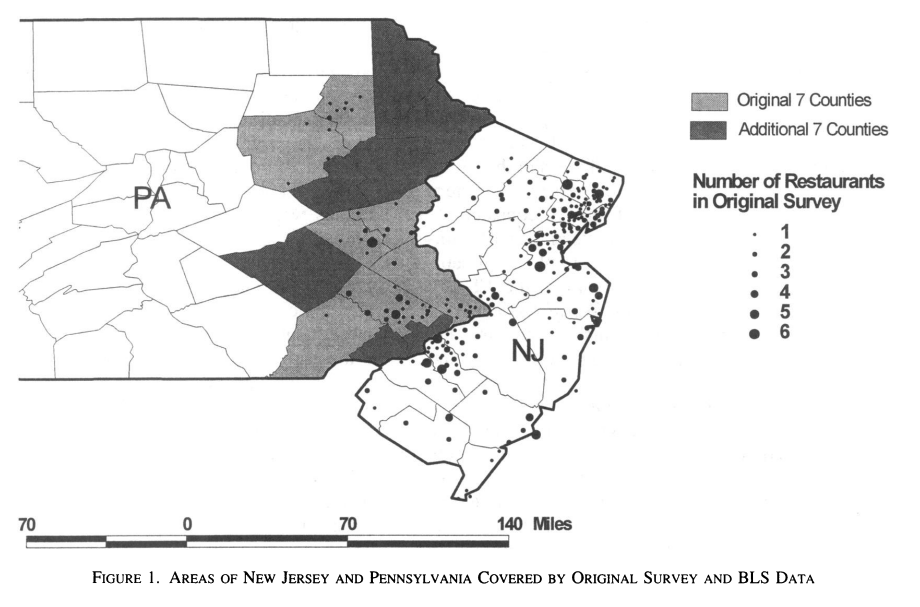 Original 7 Counties
Additional 7 Counties
Number of Restaurants
in Original Survey
1
2
3
4
5
6
PA
NJ
70 0 70 140 Miles
FIGURE 1. AREAS OF NEW JERSEY AND PENNSYLVANIA COVERED BY ORIGINAL SURVEY AND BLS DATA